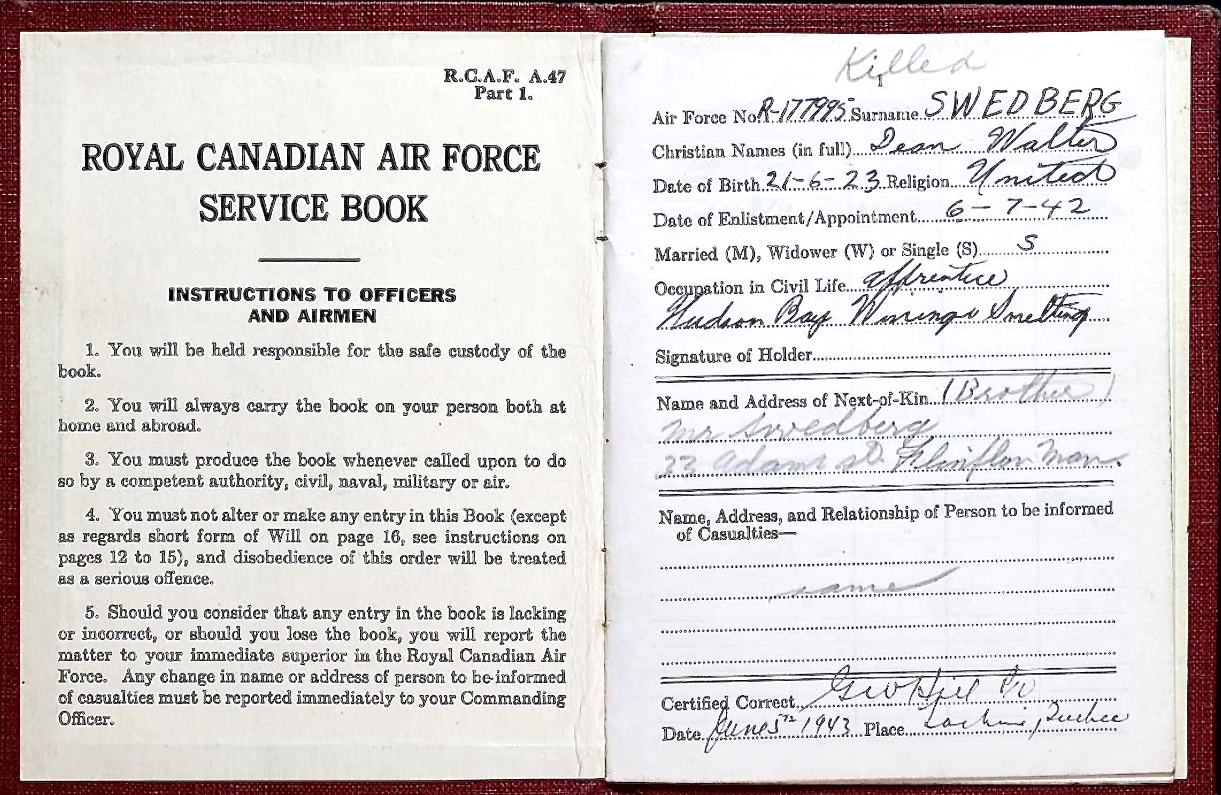 R.C.A.F. A.47
Part 1.
ROYAL CANADIAN AIR FORCE
SERVICE BOOK
INSTRUCTIONS TO OFFICERS
AND AIRMEN
1. You will be held responsible for the safe custody of the
book.
2. You will always carry the book on your person both at
home and abroad.
3. You must produce the book whenever called upon to do
so by a competent authority, civil, naval, military or air.
4. You must not alter or make any entry in this Book (except
as regards short form of Will on page 16, see instructions on
pages 12 to 15), and disobedience of this order will be treated
as a serious offence.
5. Should you consider that any entry in the book is lacking
or incorrect, or should you lose the book, you will report the
matter to your immediate superior in the Royal Canadian Air
Force. Any change in name or address of person to be informed
of casualties must be reported immediately to your Commanding
Officer.
Killed
Air Force No. R-177995 Surname SWEDBERG
Christian Names (in full) Dean Walter
Date of Birth 21-6-23 Religion United
Date of Enlistment/Appointment 6-7-42
Married (M), Widower (W) or Single (S) S
Occupation in Civil Life apprentice
Hudson Bay Mining & Smelting
Signature of Holder
Name and Address of Next-of-Kin (Brother)
Mr Swedberg
33 Adams St. Flinflon Man.
Name, Address, and Relationship of Person to be informed
of Casualties—
same
Certified Correct
Date June 5th 1943 Place Lachine, Quebec